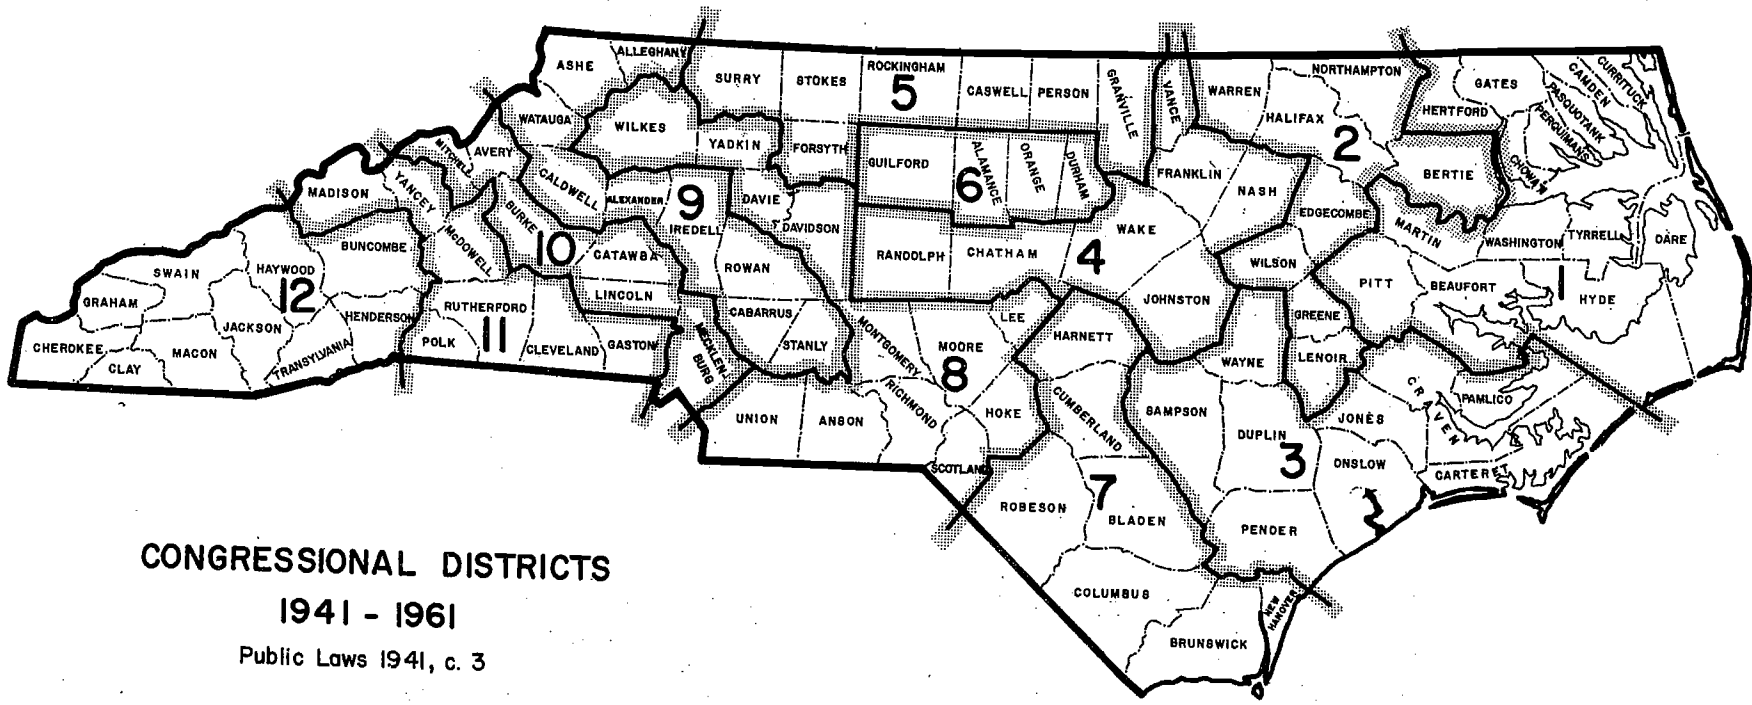 ALLEGHANY
ASHE
SURRY
STOKES
ROCKINGHAM
5
CASWELL
PERSON
GRANVILLE
VANCE
WARREN
NORTHAMPTON
HALIFAX
2
HERTFORD
GATES
CURRITUCK
CAMDEN
PASQUOTANK
PERQUIMANS
CHOWAN
WATAUGA
WILKES
YADKIN
FORSYTH
GUILFORD
6
ALAMANCE
ORANGE
DURHAM
FRANKLIN
NASH
EDGECOMBE
BERTIE
MARTIN
WASHINGTON
TYRRELL
DARE
MITCHELL
AVERY
CALDWELL
ALEXANDER
9
IREDELL
DAVIE
DAVIDSON
RANDOLPH
CHATHAM
4
WAKE
WILSON
PITT
BEAUFORT
1
HYDE
MADISON
YANCEY
BURKE
10
CATAWBA
ROWAN
McDOWELL
BUNCOMBE
HAYWOOD
12
SWAIN
GRAHAM
JACKSON
HENDERSON
TRANSYLVANIA
CHEROKEE
MACON
CLAY
RUTHERFORD
POLK
11
CLEVELAND
LINCOLN
GASTON
MECKLEN-
BURG
CABARRUS
STANLY
MONTGOMERY
MOORE
8
LEE
HARNETT
JOHNSTON
GREENE
LENOIR
WAYNE
CRAVEN
PAMLICO
UNION
ANSON
RICHMOND
HOKE
SCOTLAND
CUMBERLAND
SAMPSON
DUPLIN
3
JONES
ONSLOW
CARTERET
ROBESON
7
BLADEN
PENDER
COLUMBUS
BRUNSWICK
NEW
HANOVER
CONGRESSIONAL DISTRICTS
1941 - 1961
Public Laws 1941, c. 3